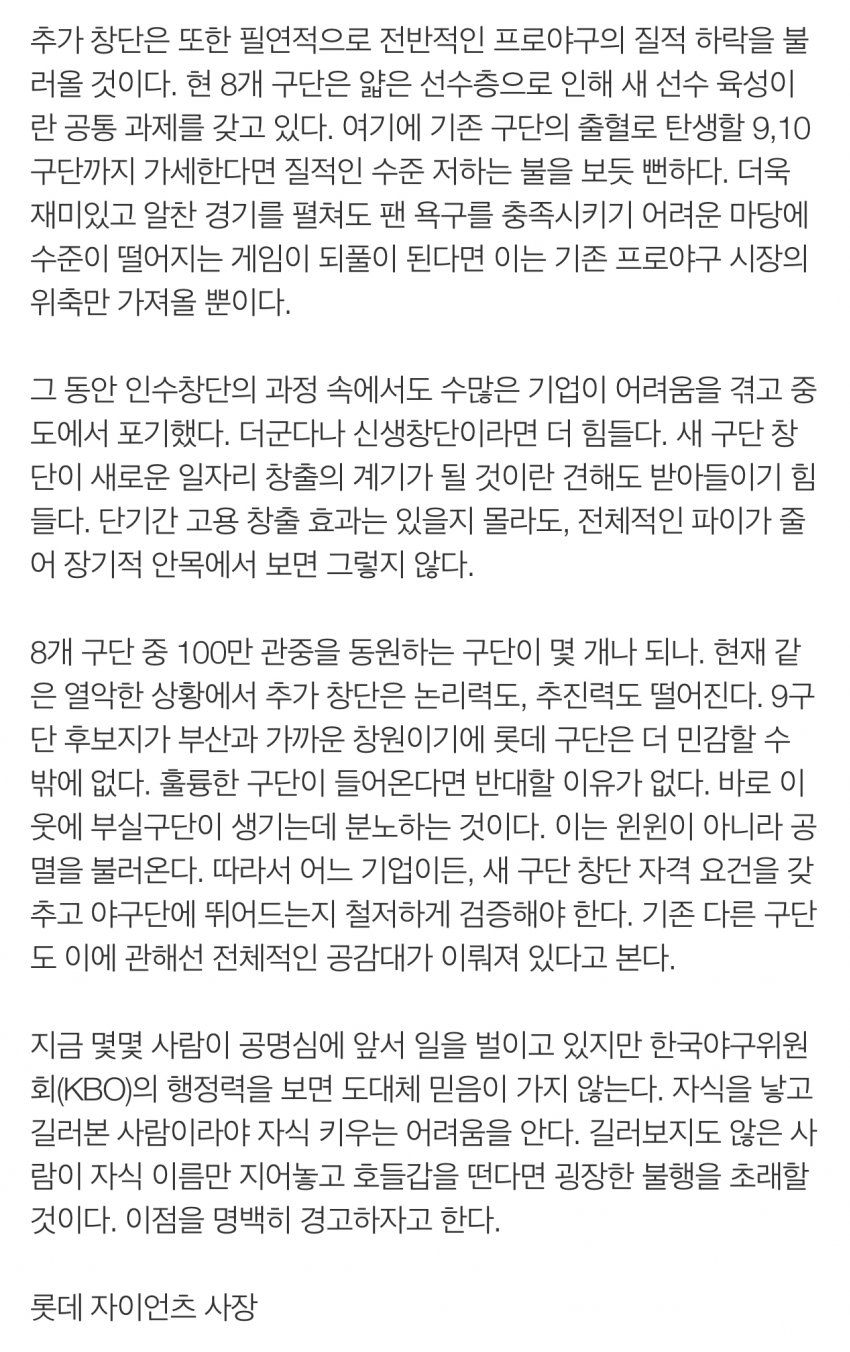 추가 창단은 또한 필연적으로 전반적인 프로야구의 질적 하락을 불
러올 것이다. 현 8개 구단은 얇은 선수층으로 인해 새 선수 육성이
란 공통 과제를 갖고 있다. 여기에 기존 구단의 출혈로 탄생할 9,10
구단까지 가세한다면 질적인 수준 저하는 불을 보듯 뻔하다. 더욱
재미있고 알찬 경기를 펼쳐도 팬 욕구를 충족시키기 어려운 마당에
수준이 떨어지는 게임이 되풀이 된다면 이는 기존 프로야구 시장의
위축만 가져올 뿐이다.
그 동안 인수창단의 과정 속에서도 수많은 기업이 어려움을 겪고 중
도에서 포기했다. 더군다나 신생창단이라면 더 힘들다. 새 구단 창
단이 새로운 일자리 창출의 계기가 될 것이란 견해도 받아들이기 힘
들다. 단기간 고용 창출 효과는 있을지 몰라도, 전체적인 파이가 줄
어 장기적 안목에서 보면 그렇지 않다.
8개 구단 중 100만 관중을 동원하는 구단이 몇 개나 되나. 현재 같
은 열악한 상황에서 추가 창단은 논리력도, 추진력도 떨어진다. 9구
단 후보지가 부산과 가까운 창원이기에 롯데 구단은 더 민감할 수
밖에 없다. 훌륭한 구단이 들어온다면 반대할 이유가 없다. 바로 이
웃에 부실구단이 생기는데 분노하는 것이다. 이는 윈윈이 아니라 공
멸을 불러온다. 따라서 어느 기업이든, 새 구단 창단 자격 요건을 갖
추고 야구단에 뛰어드는지 철저하게 검증해야 한다. 기존 다른 구단
도 이에 관해선 전체적인 공감대가 이뤄져 있다고 본다.
지금 몇몇 사람이 공명심에 앞서 일을 벌이고 있지만 한국야구위원
회(KBO)의 행정력을 보면 도대체 믿음이 가지 않는다. 자식을 낳고
길러본 사람이라야 자식 키우는 어려움을 안다. 길러보지도 않은 사
람이 자식 이름만 지어놓고 호들갑을 떤다면 굉장한 불행을 초래할
것이다. 이점을 명백히 경고하자고 한다.
롯데 자이언츠 사장